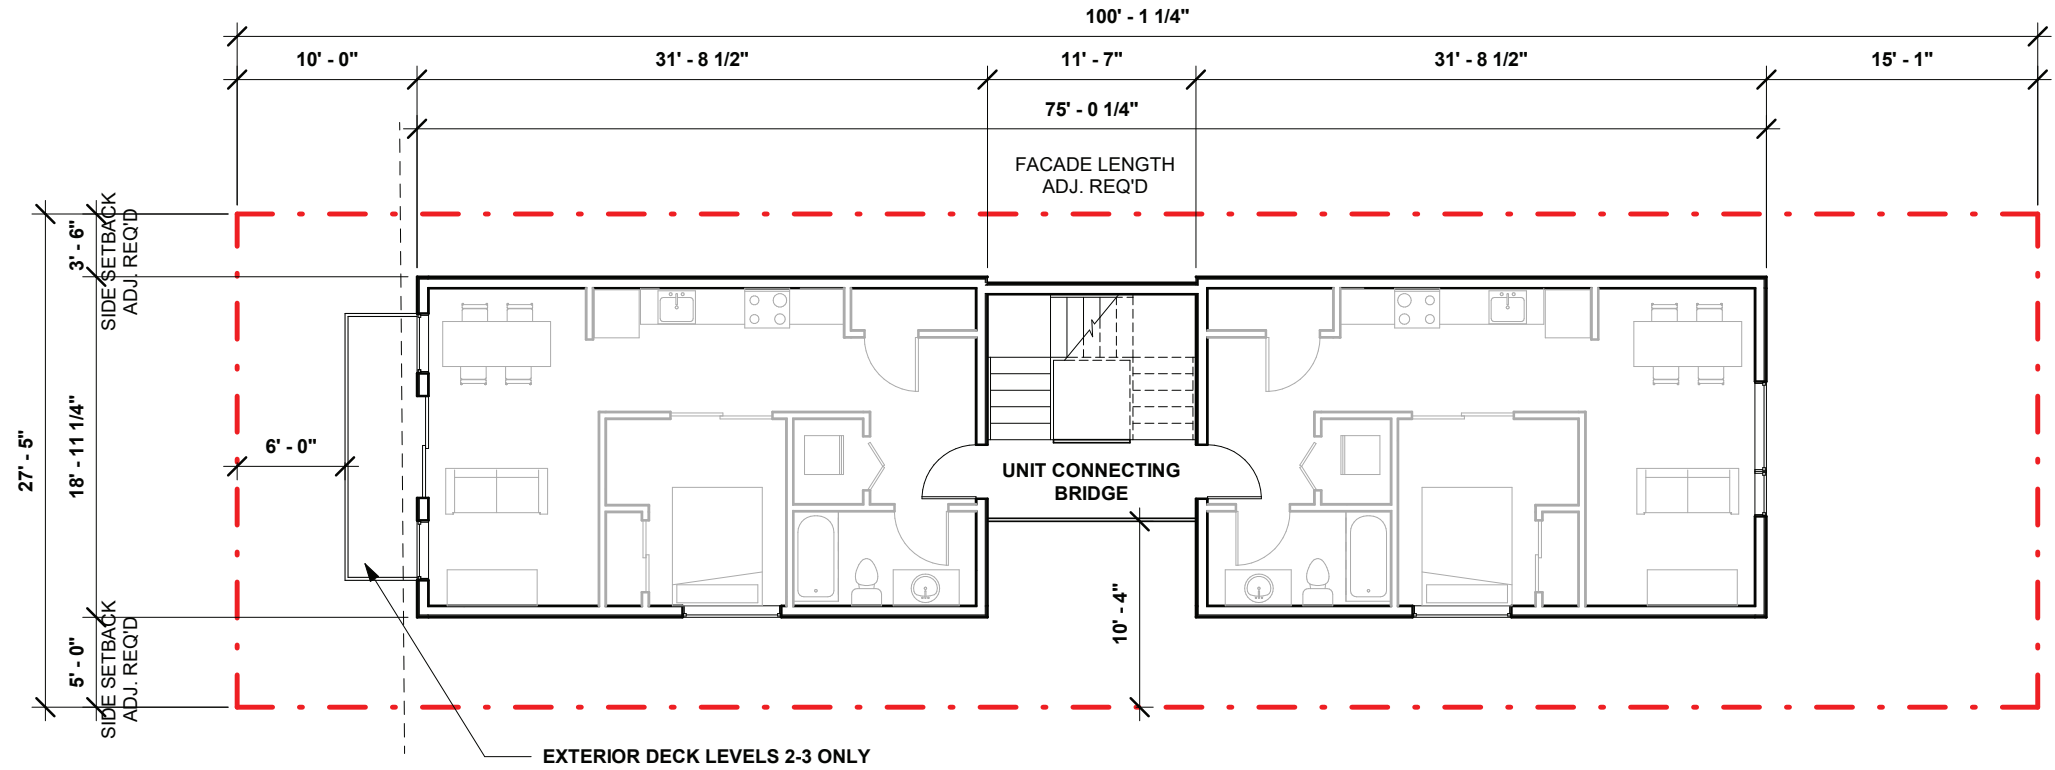 100' - 1 1/4"
10' - 0"
31' - 8 1/2"
11' - 7"
31' - 8 1/2"
15' - 1"
75' - 0 1/4"
FACADE LENGTH
ADJ. REQ'D
SIDE SETBACK
ADJ. REQ'D
3' - 6"
27' - 5"
18' - 11 1/4"
6' - 0"
UNIT CONNECTING
BRIDGE
10' - 4"
5' - 0"
SIDE SETBACK
ADJ. REQ'D
EXTERIOR DECK LEVELS 2-3 ONLY